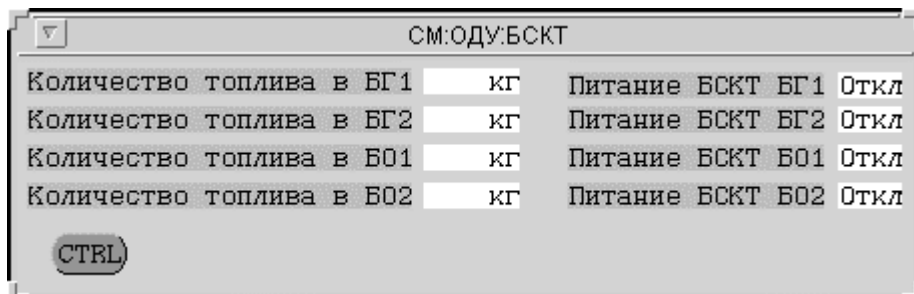 СМ:ОДУ:БСКТ
Количество топлива в БГ1 кг Питание БСКТ БГ1 Откл
Количество топлива в БГ2 кг Питание БСКТ БГ2 Откл
Количество топлива в БО1 кг Питание БСКТ БО1 Откл
Количество топлива в БО2 кг Питание БСКТ БО2 Откл
CTRL